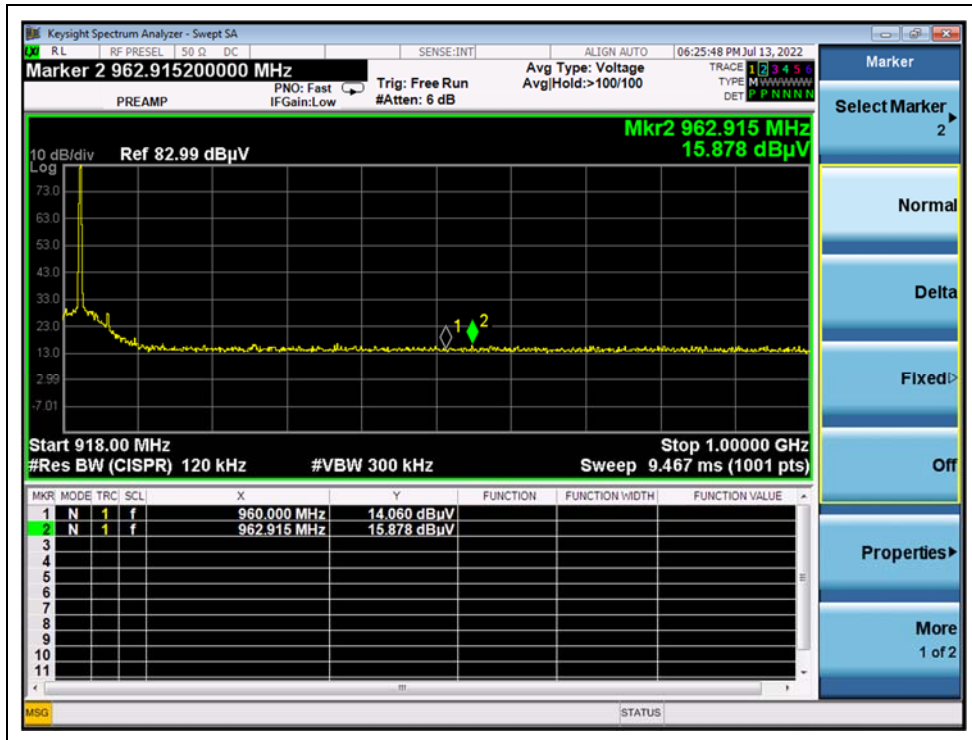 Keysight Spectrum Analyzer - Swept SA
LXI RL RF PRESEL 50 Ω DC SENSE:INT ALIGN AUTO 06:25:48 PM Jul 13, 2022
Marker 2 962.915200000 MHz
PREAMP
PNO: Fast
IFGain:Low
Trig: Free Run
#Atten: 6 dB
Avg Type: Voltage
Avg|Hold:>100/100
TRACE 1 2 3 4 5 6
TYPE M W W W W W
DET P P N N N N
Mkr2 962.915 MHz
15.878 dBµV
10 dB/div Ref 82.99 dBµV
Log
73.0
63.0
53.0
43.0
33.0
23.0
13.0
2.99
-7.01
1 2
Start 918.00 MHz Stop 1.00000 GHz
#Res BW (CISPR) 120 kHz #VBW 300 kHz Sweep 9.467 ms (1001 pts)
MKR MODE TRC SCL X Y FUNCTION FUNCTION WIDTH FUNCTION VALUE
1 N 1 f 960.000 MHz 14.060 dBµV
2 N 1 f 962.915 MHz 15.878 dBµV
3
4
5
6
7
8
9
10
11
MSG STATUS
Marker
Select Marker
2
Normal
Delta
Fixed
Off
Properties
More
1 of 2